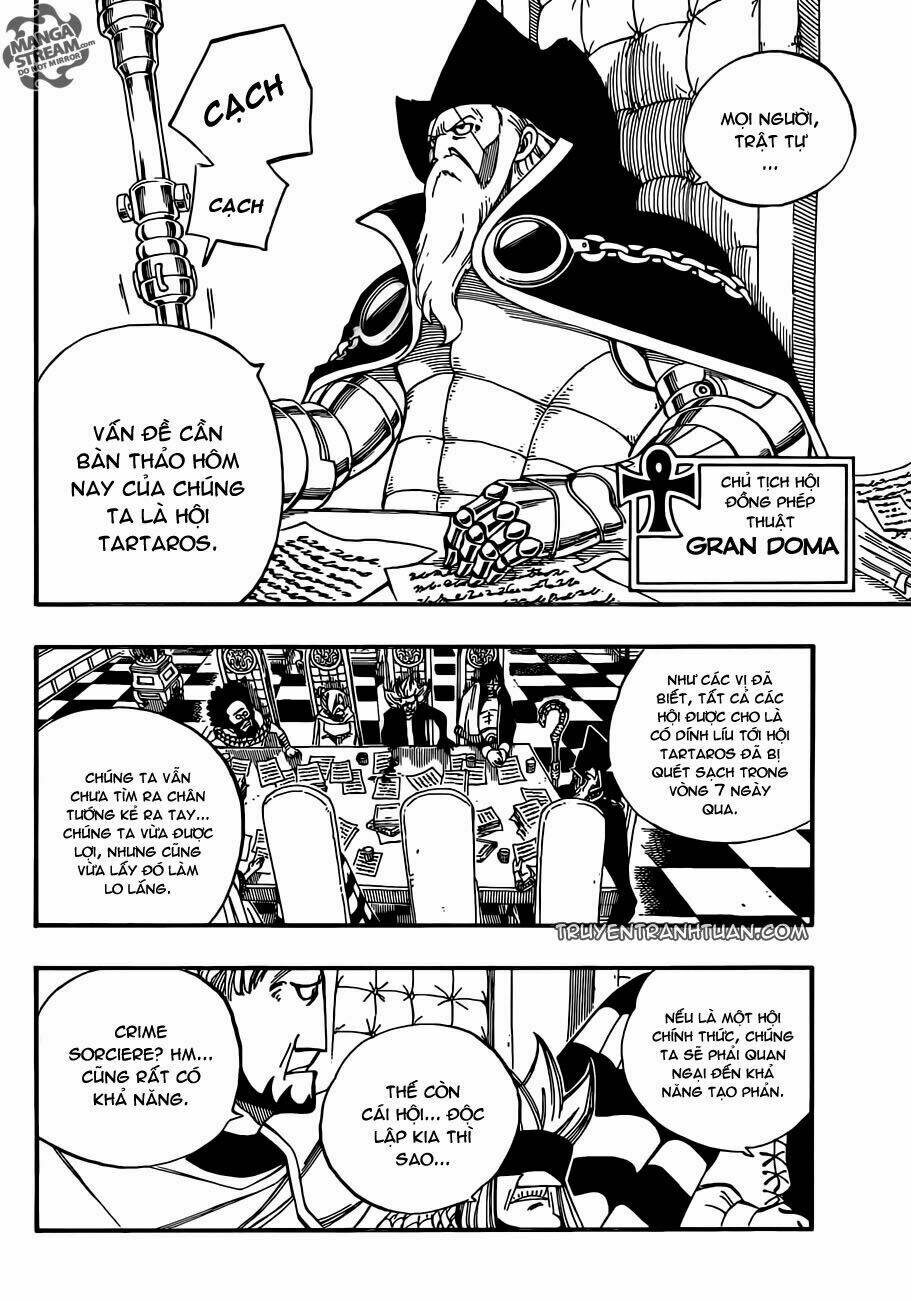 MANGA
STREAM.COM
DO NOT MIRROR!
MỌI NGƯỜI,
TRẬT TỰ
...
CẠCH
CẠCH
VẤN ĐỀ CẦN
BÀN THẢO HÔM
NAY CỦA CHÚNG
TA LÀ HỘI
TARTAROS.
CHỦ TỊCH HỘI
ĐỒNG PHÉP
THUẬT
GRAN DOMA
NHƯ CÁC VỊ ĐÃ
BIẾT, TẤT CẢ CÁC
HỘI ĐƯỢC CHO LÀ
CÓ DÍNH LÍU TỚI HỘI
TARTAROS ĐÃ BỊ
QUÉT SẠCH TRONG
VÒNG 7 NGÀY
QUA.
CHÚNG TA VẪN
CHƯA TÌM RA CHÂN
TƯỚNG KẺ RA TAY...
CHÚNG TA VỪA ĐƯỢC
LỢI, NHƯNG CŨNG
VỪA LẤY ĐÓ LÀM
LO LẮNG.
TRUYENTRANHTUAN.COM
NẾU LÀ MỘT HỘI
CHÍNH THỨC, CHÚNG
TA SẼ PHẢI QUAN
NGẠI ĐẾN KHẢ
NĂNG TẠO PHẢN.
THẾ CÒN
CÁI HỘI... ĐỘC
LẬP KIA THÌ
SAO...
CRIME
SORCIERE? HM...
CŨNG RẤT CÓ
KHẢ NĂNG.